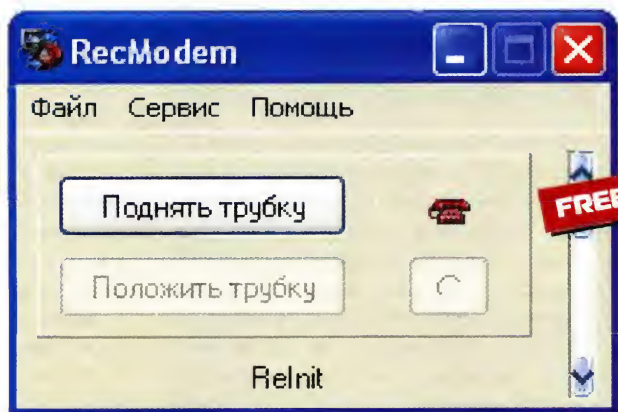 RecModem
Файл Сервис Помощь
Поднять трубку
FREE
Положить трубку
ReInit